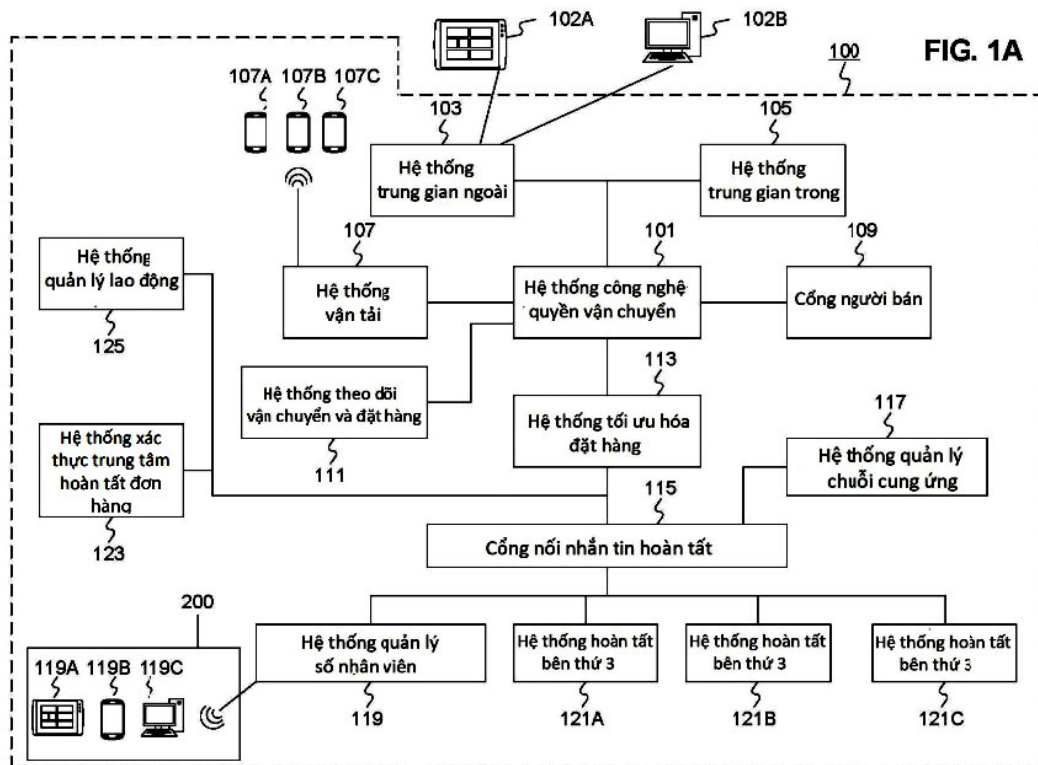 102A
102B
FIG. 1A
100
107A 107B 107C
103
105
Hệ thống
trung gian ngoài
Hệ thống
trung gian trong
107
101
109
Hệ thống
quản lý lao động
Hệ thống
vận tải
Hệ thống công nghệ
quyền vận chuyển
Cổng người bán
125
113
Hệ thống theo dõi
vận chuyển và đặt hàng
Hệ thống tối ưu hóa
đặt hàng
117
Hệ thống xác
thực trung tâm
hoàn tất đơn
hàng
111
Hệ thống quản lý
chuỗi cung ứng
115
123
Cổng nối nhắn tin hoàn tất
200
119A 119B 119C
Hệ thống quản lý
số nhân viên
Hệ thống hoàn tất
bên thứ 3
Hệ thống hoàn tất
bên thứ 3
Hệ thống hoàn tất
bên thứ 3
119
121A
121B
121C